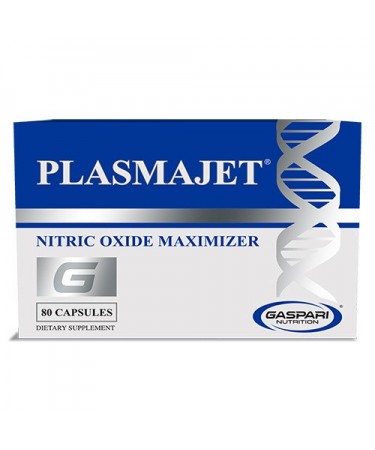 PLASMAJET®
NITRIC OXIDE MAXIMIZER
G
80 CAPSULES
DIETARY SUPPLEMENT
GASPARI®
NUTRITION